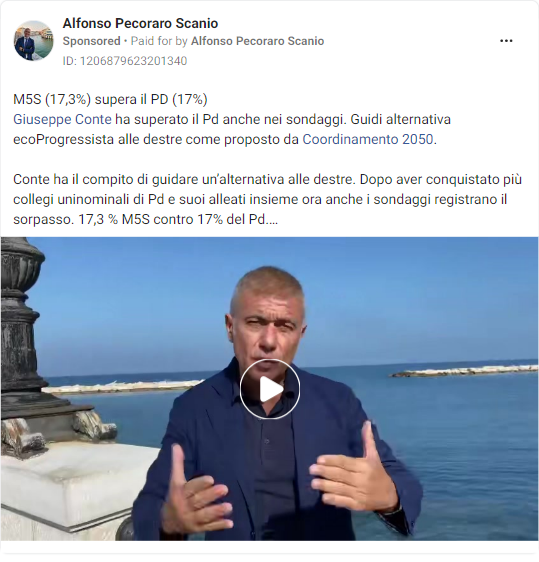 Alfonso Pecoraro Scanio
Sponsored • Paid for by Alfonso Pecoraro Scanio
ID: 1206879623201340
M5S (17,3%) supera il PD (17%)
Giuseppe Conte ha superato il Pd anche nei sondaggi. Guidi alternativa
ecoProgressista alle destre come proposto da Coordinamento 2050.
Conte ha il compito di guidare un'alternativa alle destre. Dopo aver conquistato più
collegi uninominali di Pd e suoi alleati insieme ora anche i sondaggi registrano il
sorpasso. 17,3 % M5S contro 17% del Pd....